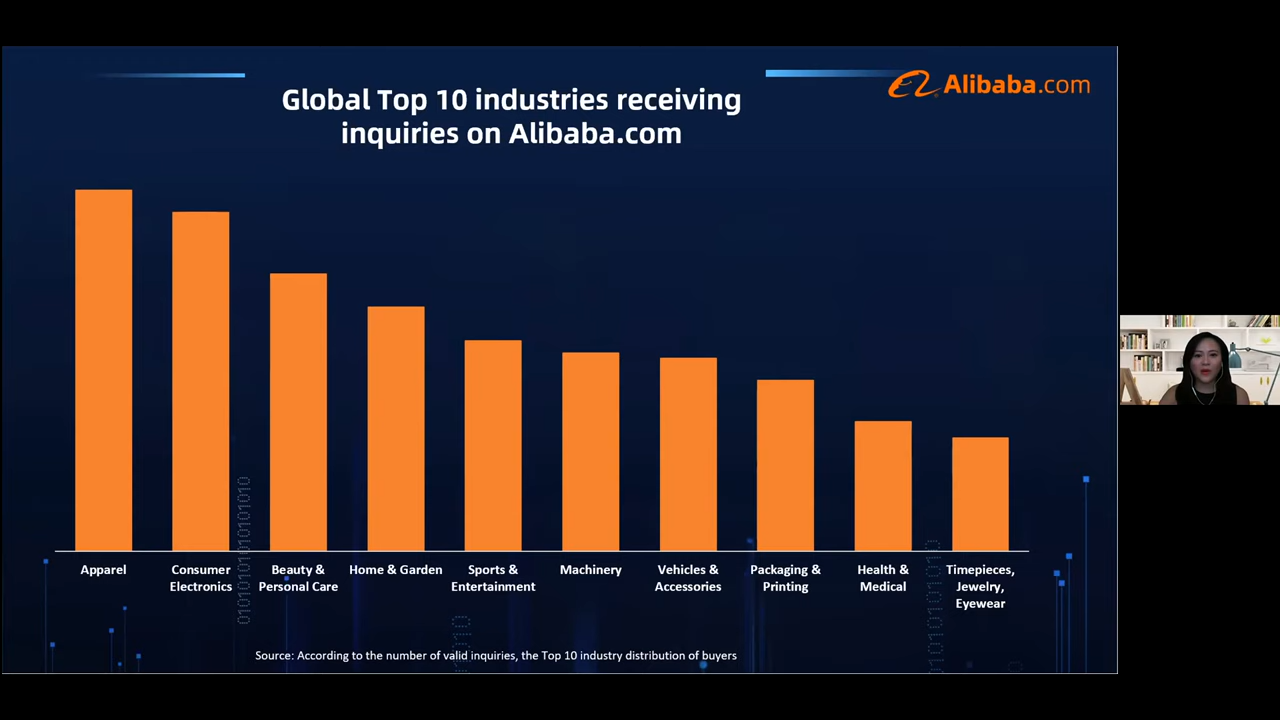 Global Top 10 industries receiving
inquiries on Alibaba.com
Alibaba.com
Apparel
Consumer
Electronics
Beauty &
Personal Care
Home & Garden
Sports &
Entertainment
Machinery
Vehicles &
Accessories
Packaging &
Printing
Health &
Medical
Timepieces,
Jewelry,
Eyewear
Source: According to the number of valid inquiries, the Top 10 industry distribution of buyers